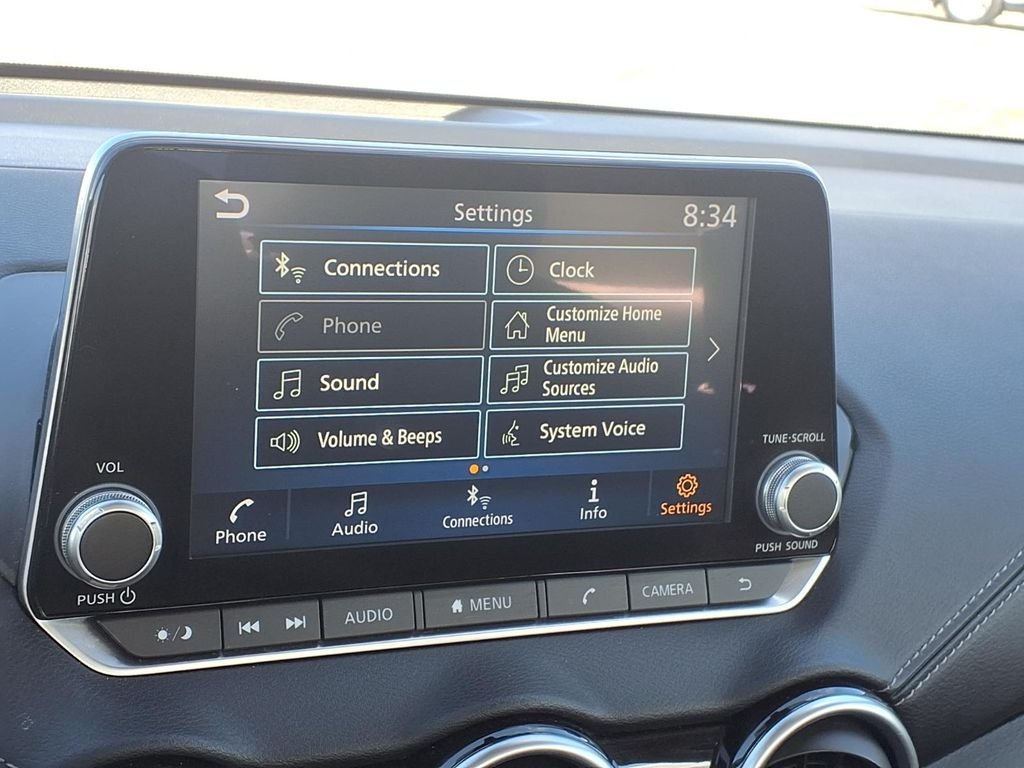 Settings
8:34
Connections
Clock
Phone
Customize Home
Menu
Sound
Customize Audio
Sources
Volume & Beeps
System Voice
Phone
Audio
Connections
Info
Settings
VOL
PUSH
TUNE·SCROLL
PUSH SOUND
AUDIO
MENU
CAMERA